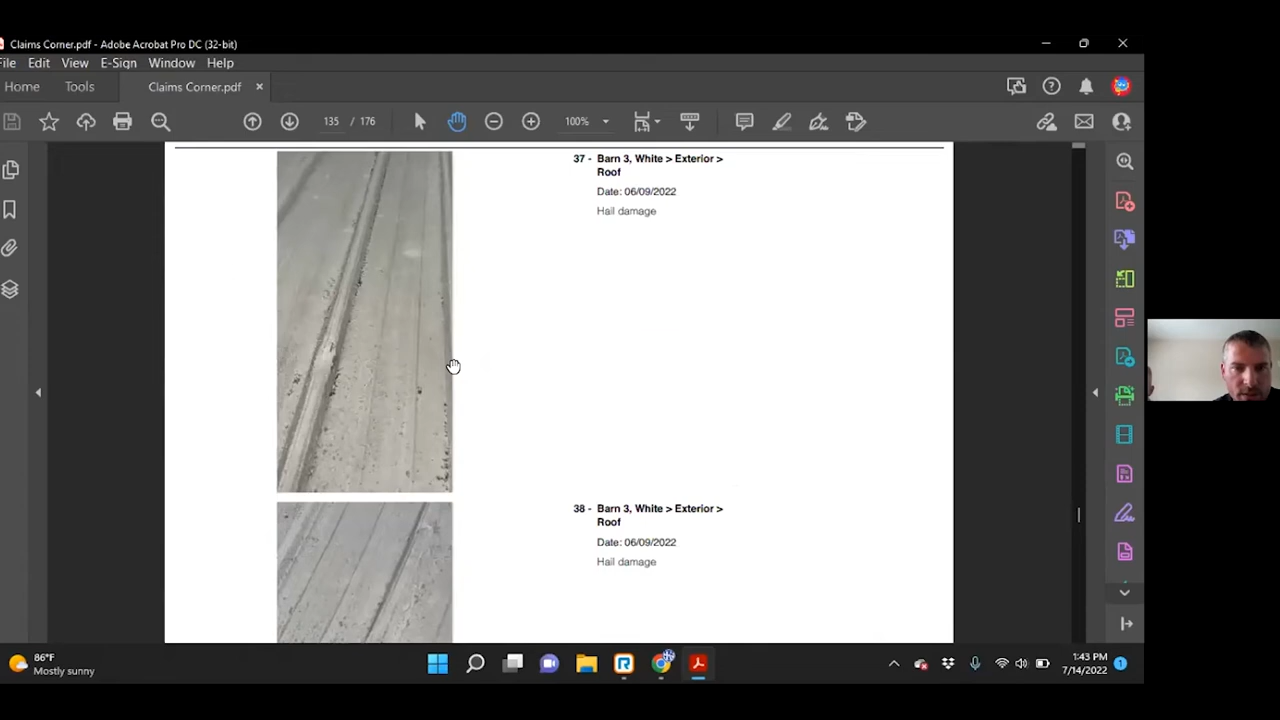 Claims Corner.pdf - Adobe Acrobat Pro DC (32-bit)
File Edit View E-Sign Window Help
Home Tools Claims Corner.pdf ×
135 / 176 100%
37 - Barn 3, White > Exterior >
Roof
Date: 06/09/2022
Hail damage
38 - Barn 3, White > Exterior >
Roof
Date: 06/09/2022
Hail damage
86°F
Mostly sunny
1:43 PM
7/14/2022
1